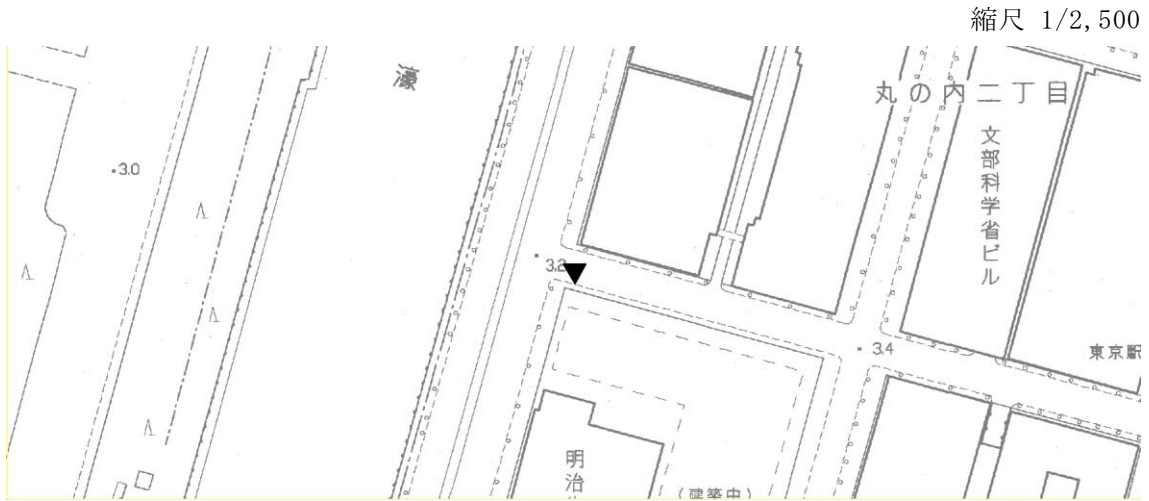 縮尺 1/2,500
濠
丸の内二丁目
文部科学省ビル
・3.0
・3.2
・3.4
東京駅
明治
(建築中)